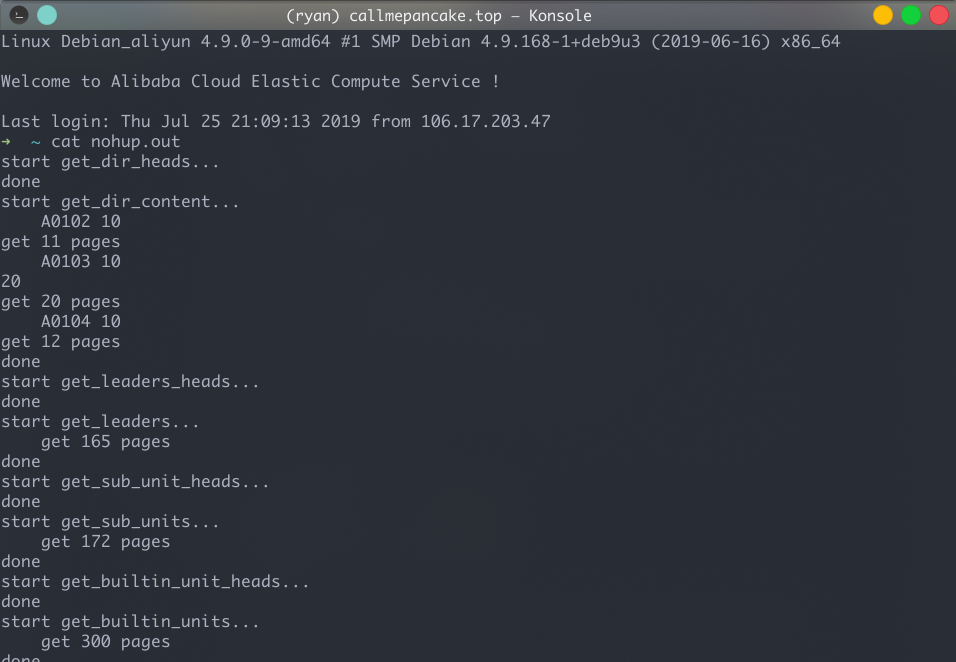 (ryan) callmepancake.top — Konsole
Linux Debian_aliyun 4.9.0-9-amd64 #1 SMP Debian 4.9.168-1+deb9u3 (2019-06-16) x86_64
Welcome to Alibaba Cloud Elastic Compute Service !
Last login: Thu Jul 25 21:09:13 2019 from 106.17.203.47
➜  ~ cat nohup.out
start get_dir_heads...
done
start get_dir_content...
    A0102 10
get 11 pages
    A0103 10
20
get 20 pages
    A0104 10
get 12 pages
done
start get_leaders_heads...
done
start get_leaders...
    get 165 pages
done
start get_sub_unit_heads...
done
start get_sub_units...
    get 172 pages
done
start get_builtin_unit_heads...
done
start get_builtin_units...
    get 300 pages
done